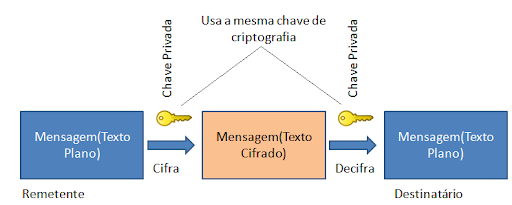 Usa a mesma chave de
criptografia
Chave Privada
Chave Privada
Mensagem(Texto
Plano)
Cifra
Mensagem(Texto
Cifrado)
Decifra
Mensagem(Texto
Plano)
Remetente
Destinatário